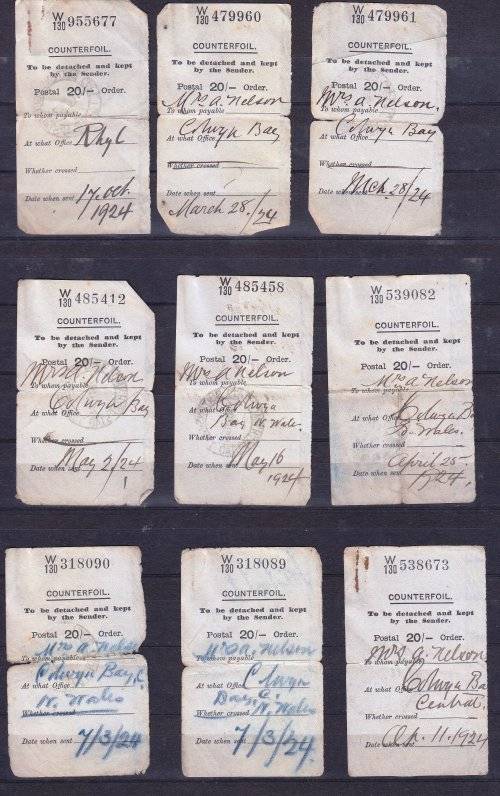 W
130 955677
COUNTERFOIL.
To be detached and kept
by the Sender.
Postal 20/– Order.
To whom payable
At what Office Rhyl
Whether crossed
Date when sent 17. Oct.
1924
W
130 479960
COUNTERFOIL.
To be detached and kept
by the Sender.
Postal 20/– Order.
Mrs A. Nelson
To whom payable
At what Office Colwyn Bay
Whether crossed
Date when sent
March 28/24
W
130 479961
COUNTERFOIL.
To be detached and kept
by the Sender.
Postal 20/– Order.
Mrs A. Nelson.
To whom payable
At what Office Colwyn Bay
Whether crossed
Date when sent Mch. 28/24
W
130 485412
COUNTERFOIL.
To be detached and kept
by the Sender.
Postal 20/– Order.
Mrs A. Nelson
To whom payable
At what Office Colwyn Bay
Whether crossed
Date when sent May 2/24
W
130 485458
COUNTERFOIL.
To be detached and kept
by the Sender.
Postal 20/– Order.
Mrs A Nelson
To whom payable
At what Office Colwyn
Bay N. Wales.
Whether crossed
Date when sent May 16
1924
W
130 539082
COUNTERFOIL.
To be detached and kept
by the Sender.
Postal 20/– Order.
Mrs A Nelson
To whom payable
At what Office Colwyn Ba
N. Wales.
Whether crossed
Date when sent April 25.
1924.
W
130 318090
COUNTERFOIL.
To be detached and kept
by the Sender.
Postal 20/– Order.
Mrs A. Nelson
To whom payable
At what Office Colwyn Bay, C.
N. Wales
Whether crossed
Date when sent 7/3/24
W
130 318089
COUNTERFOIL.
To be detached and kept
by the Sender.
Postal 20/– Order.
Mrs A. Nelson
To whom payable
At what Office Colwyn
Bay C.
N. Wales
Whether crossed
Date when sent 7/3/24.
W
130 538673
COUNTERFOIL.
To be detached and kept
by the Sender.
Postal 20/– Order.
Mrs A. Nelson
To whom payable
At what Office Colwyn Ba
Central.
Whether crossed
Date when sent Ap. 11. 1924